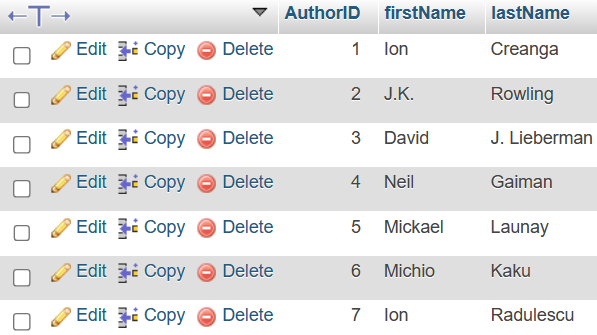 AuthorID firstName lastName
Edit Copy Delete 1 Ion Creanga
Edit Copy Delete 2 J.K. Rowling
Edit Copy Delete 3 David J. Lieberman
Edit Copy Delete 4 Neil Gaiman
Edit Copy Delete 5 Mickael Launay
Edit Copy Delete 6 Michio Kaku
Edit Copy Delete 7 Ion Radulescu